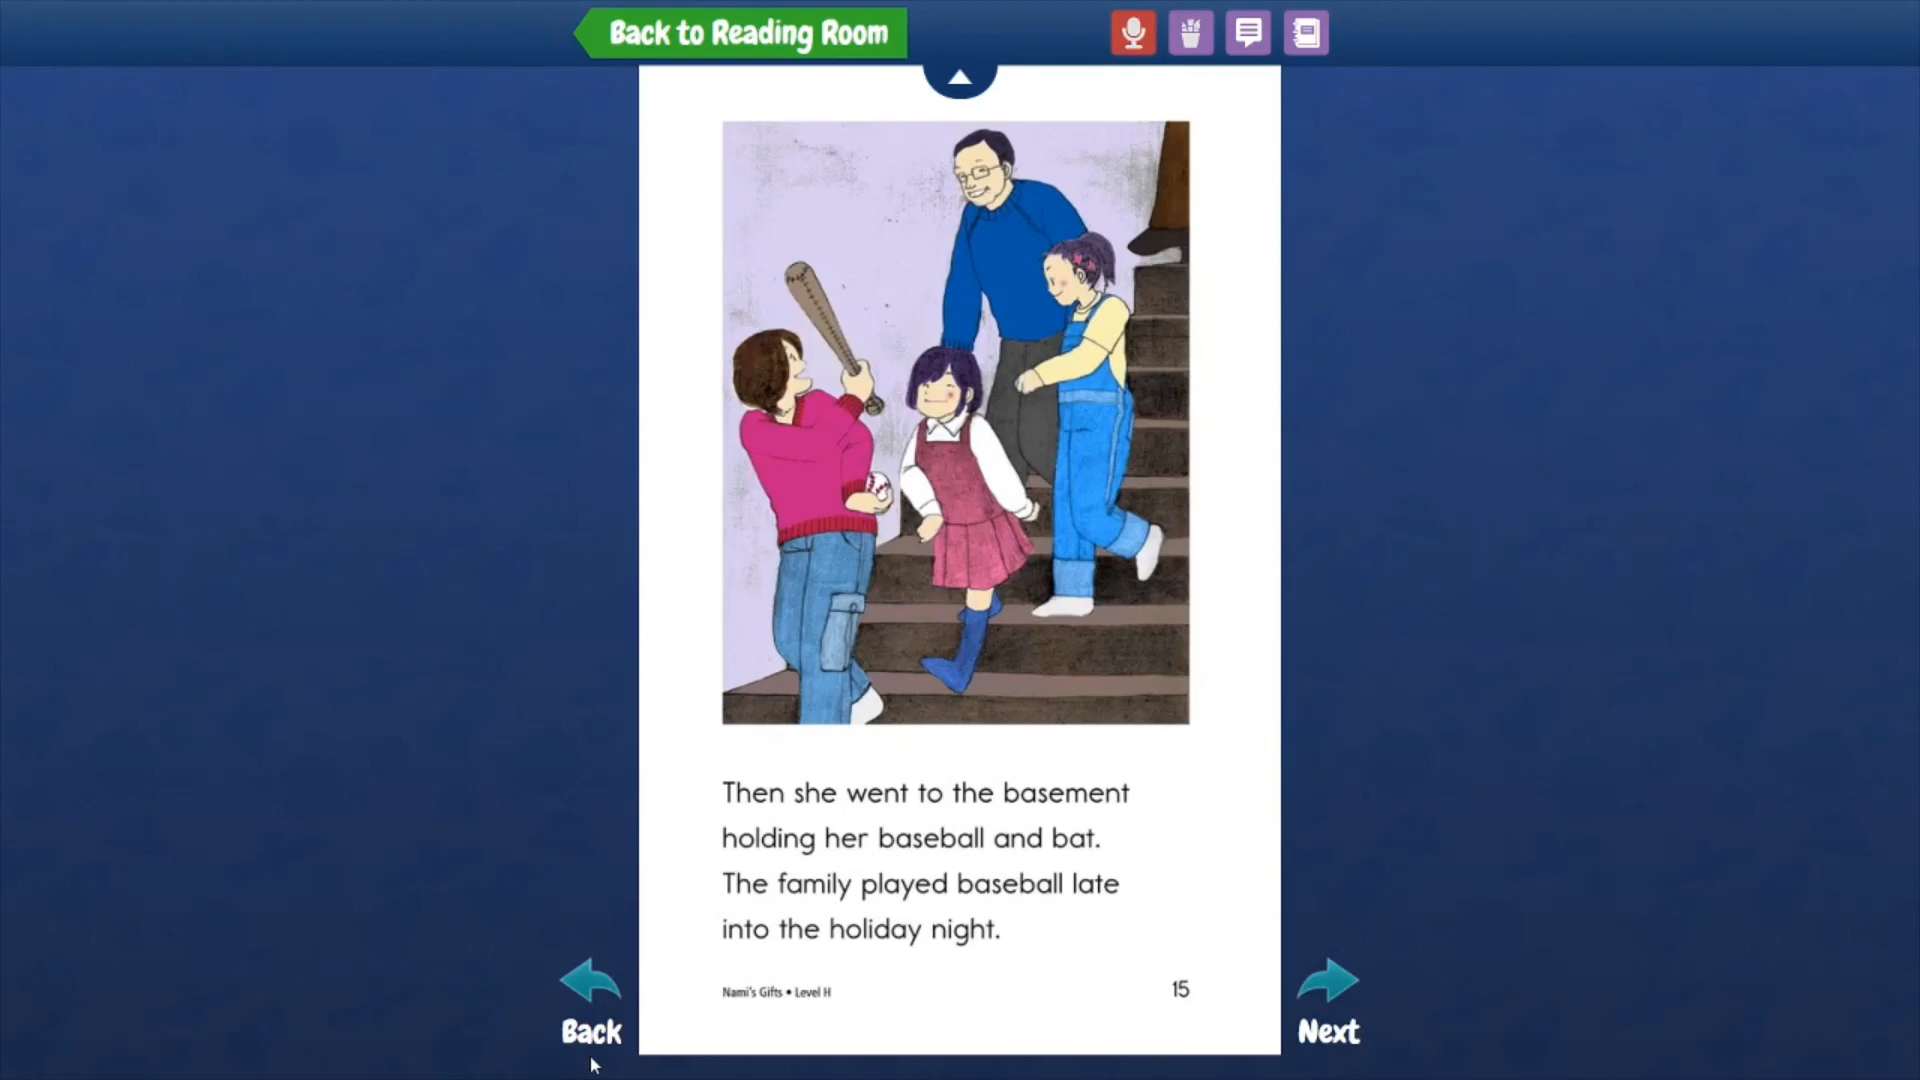 Back to Reading Room
Then she went to the basement
holding her baseball and bat.
The family played baseball late
into the holiday night.
Nami's Gifts • Level H
15
Back
Next